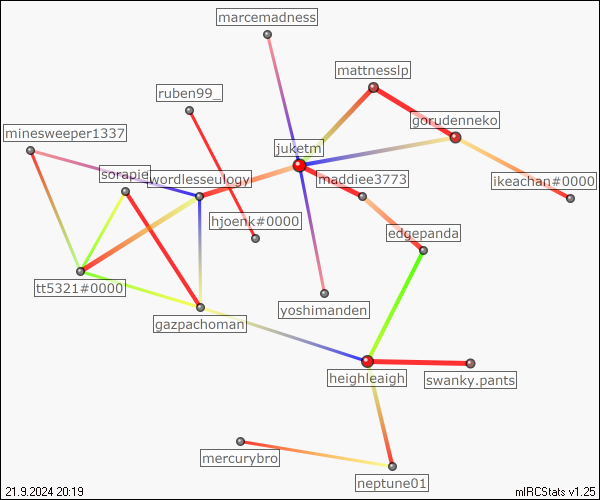 marcemadness
mattnesslp
ruben99_
gorudenneko
minesweeper1337
juketm
sorapie
wordlesseulogy
maddiee3773
ikeachan#0000
hjoenk#0000
edgepanda
tt5321#0000
yoshimanden
gazpachoman
heighleaigh
swanky.pants
mercurybro
neptune01
21.9.2024 20:19
mIRCStats v1.25